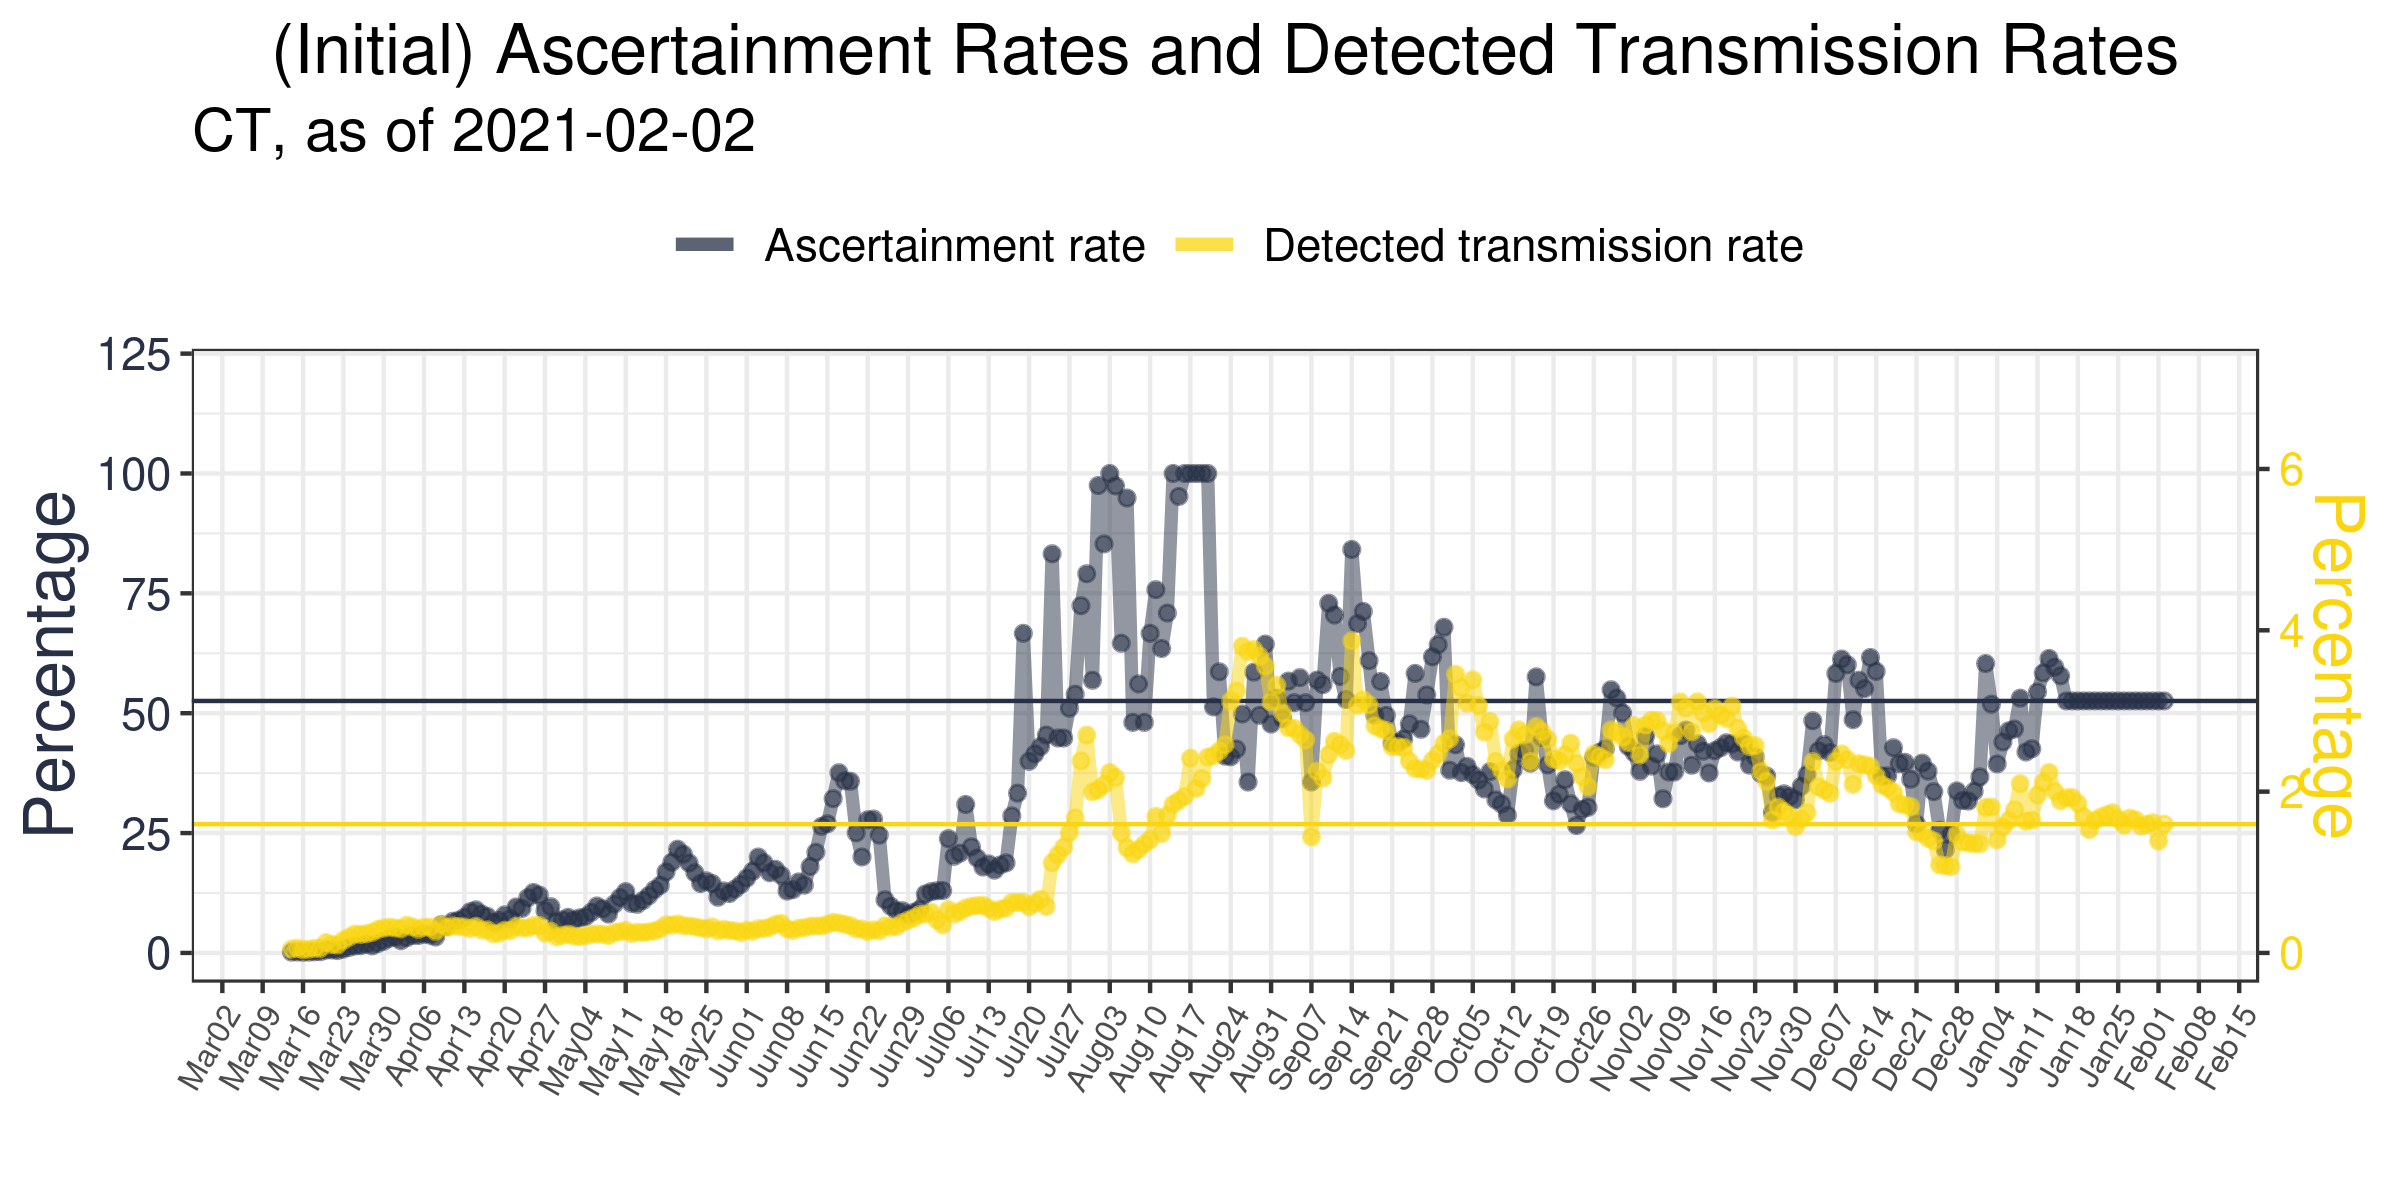 (Initial) Ascertainment Rates and Detected Transmission Rates
CT, as of 2021-02-02
Ascertainment rate
Detected transmission rate
Percentage
125
100
75
50
25
0
6
4
2
0
Percentage
Mar02
Mar09
Mar16
Mar23
Mar30
Apr06
Apr13
Apr20
Apr27
May04
May11
May18
May25
Jun01
Jun08
Jun15
Jun22
Jun29
Jul06
Jul13
Jul20
Jul27
Aug03
Aug10
Aug17
Aug24
Aug31
Sep07
Sep14
Sep21
Sep28
Oct05
Oct12
Oct19
Oct26
Nov02
Nov09
Nov16
Nov23
Nov30
Dec07
Dec14
Dec21
Dec28
Jan04
Jan11
Jan18
Jan25
Feb01
Feb08
Feb15